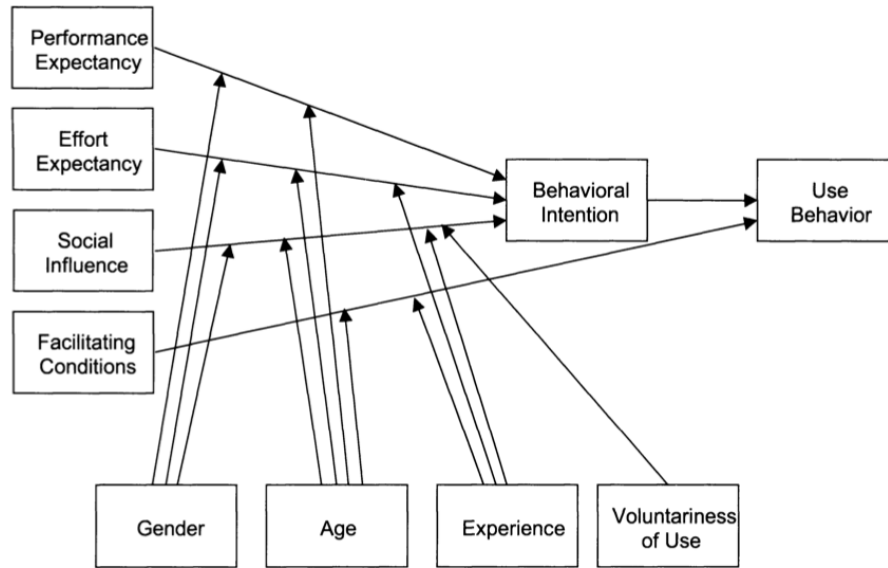 Performance
Expectancy
Effort
Expectancy
Social
Influence
Facilitating
Conditions
Behavioral
Intention
Use
Behavior
Gender
Age
Experience
Voluntariness
of Use